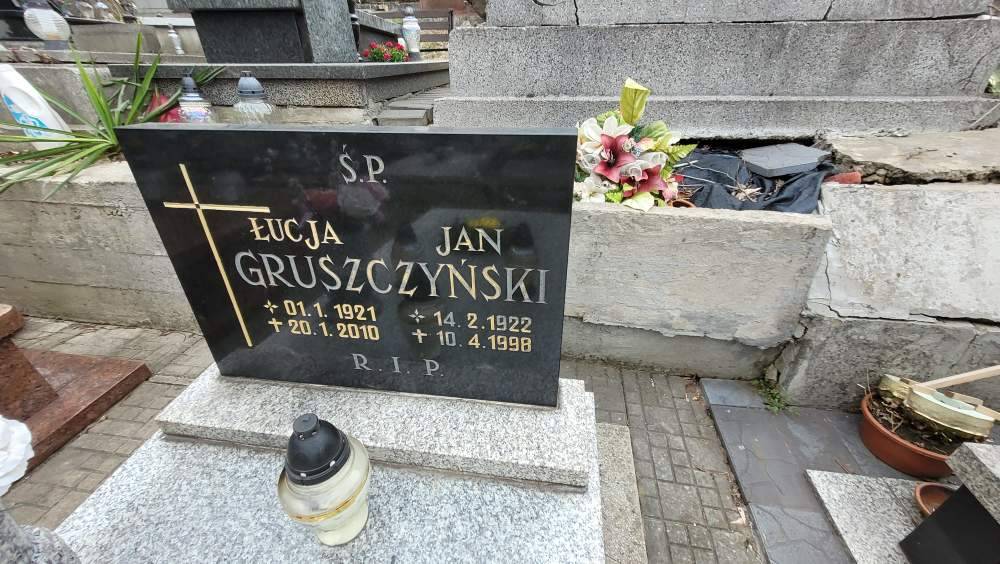 Ś.P.
ŁUCJA JAN
GRUSZCZYŃSKI
01.1.1921 14.2.1922
20.1.2010 10.4.1998
R.I.P.